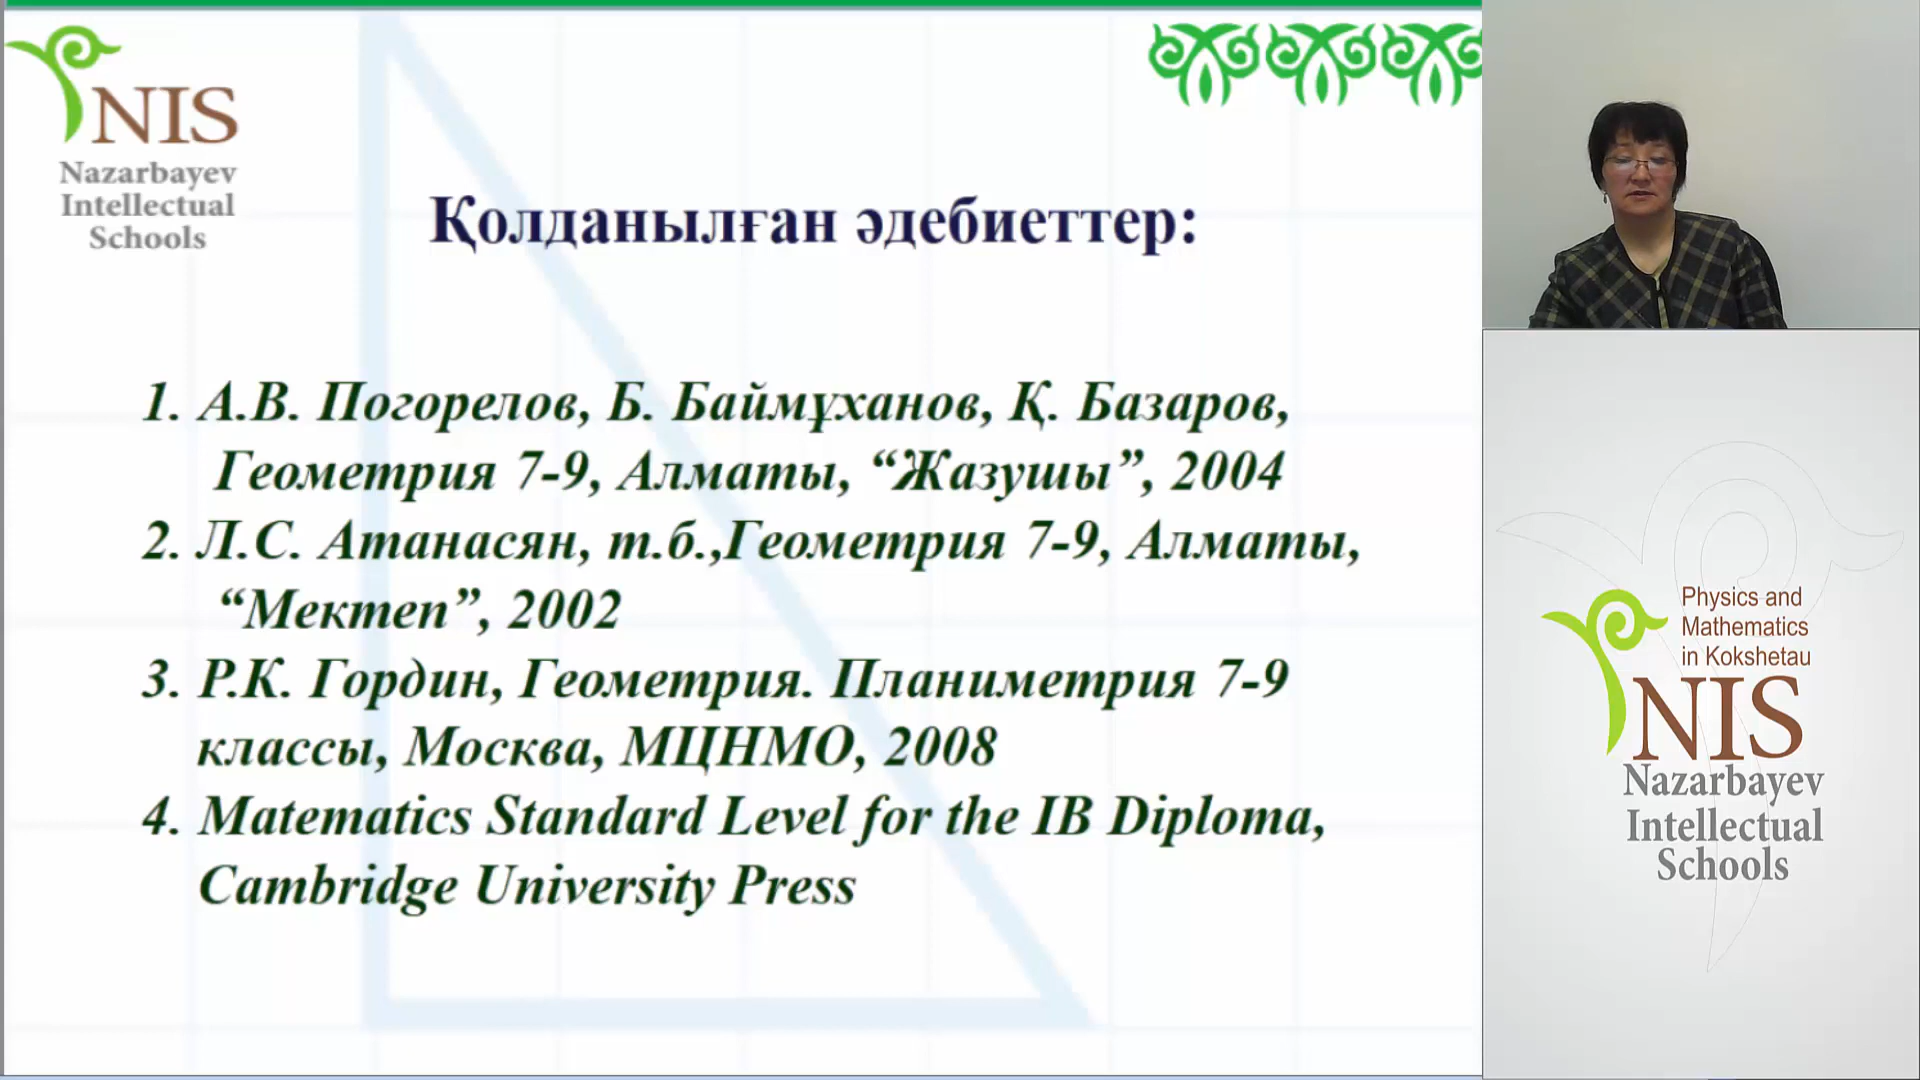 NIS
Nazarbayev
Intellectual
Schools
Қолданылған әдебиеттер:
1. А.В. Погорелов, Б. Баймұханов, Қ. Базаров,
Геометрия 7-9, Алматы, “Жазушы”, 2004
2. Л.С. Атанасян, т.б.,Геометрия 7-9, Алматы,
“Мектеп”, 2002
3. Р.К. Гордин, Геометрия. Планиметрия 7-9
классы, Москва, МЦНМО, 2008
4. Matematics Standard Level for the IB Diploma,
Cambridge University Press
Physics and
Mathematics
in Kokshetau
NIS
Nazarbayev
Intellectual
Schools